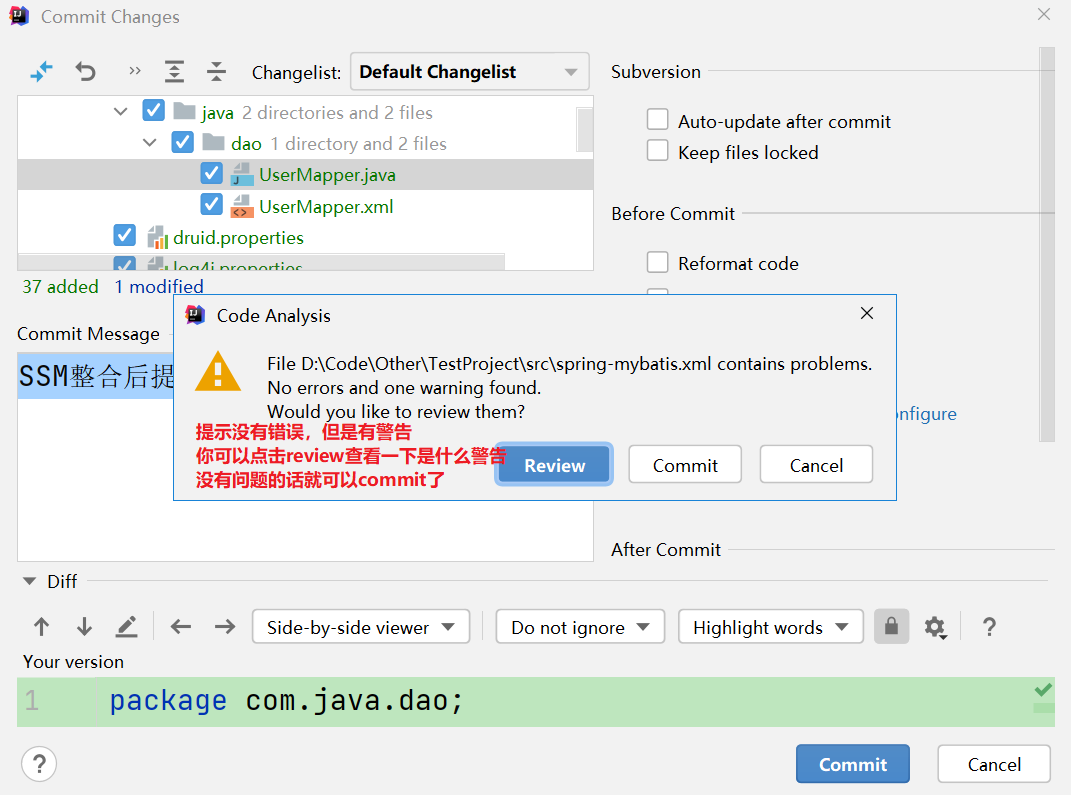 Commit Changes
Changelist: Default Changelist
java 2 directories and 2 files
dao 1 directory and 2 files
UserMapper.java
UserMapper.xml
druid.properties
log4j.properties
37 added 1 modified
Commit Message
SSM整合后提
Subversion
Auto-update after commit
Keep files locked
Before Commit
Reformat code
nfigure
After Commit
Code Analysis
File D:\Code\Other\TestProject\src\spring-mybatis.xml contains problems.
No errors and one warning found.
Would you like to review them?
提示没有错误，但是有警告
你可以点击review查看一下是什么警告
没有问题的话就可以commit了
Review Commit Cancel
Diff
Side-by-side viewer Do not ignore Highlight words ?
Your version
1 package com.java.dao;
? Commit Cancel